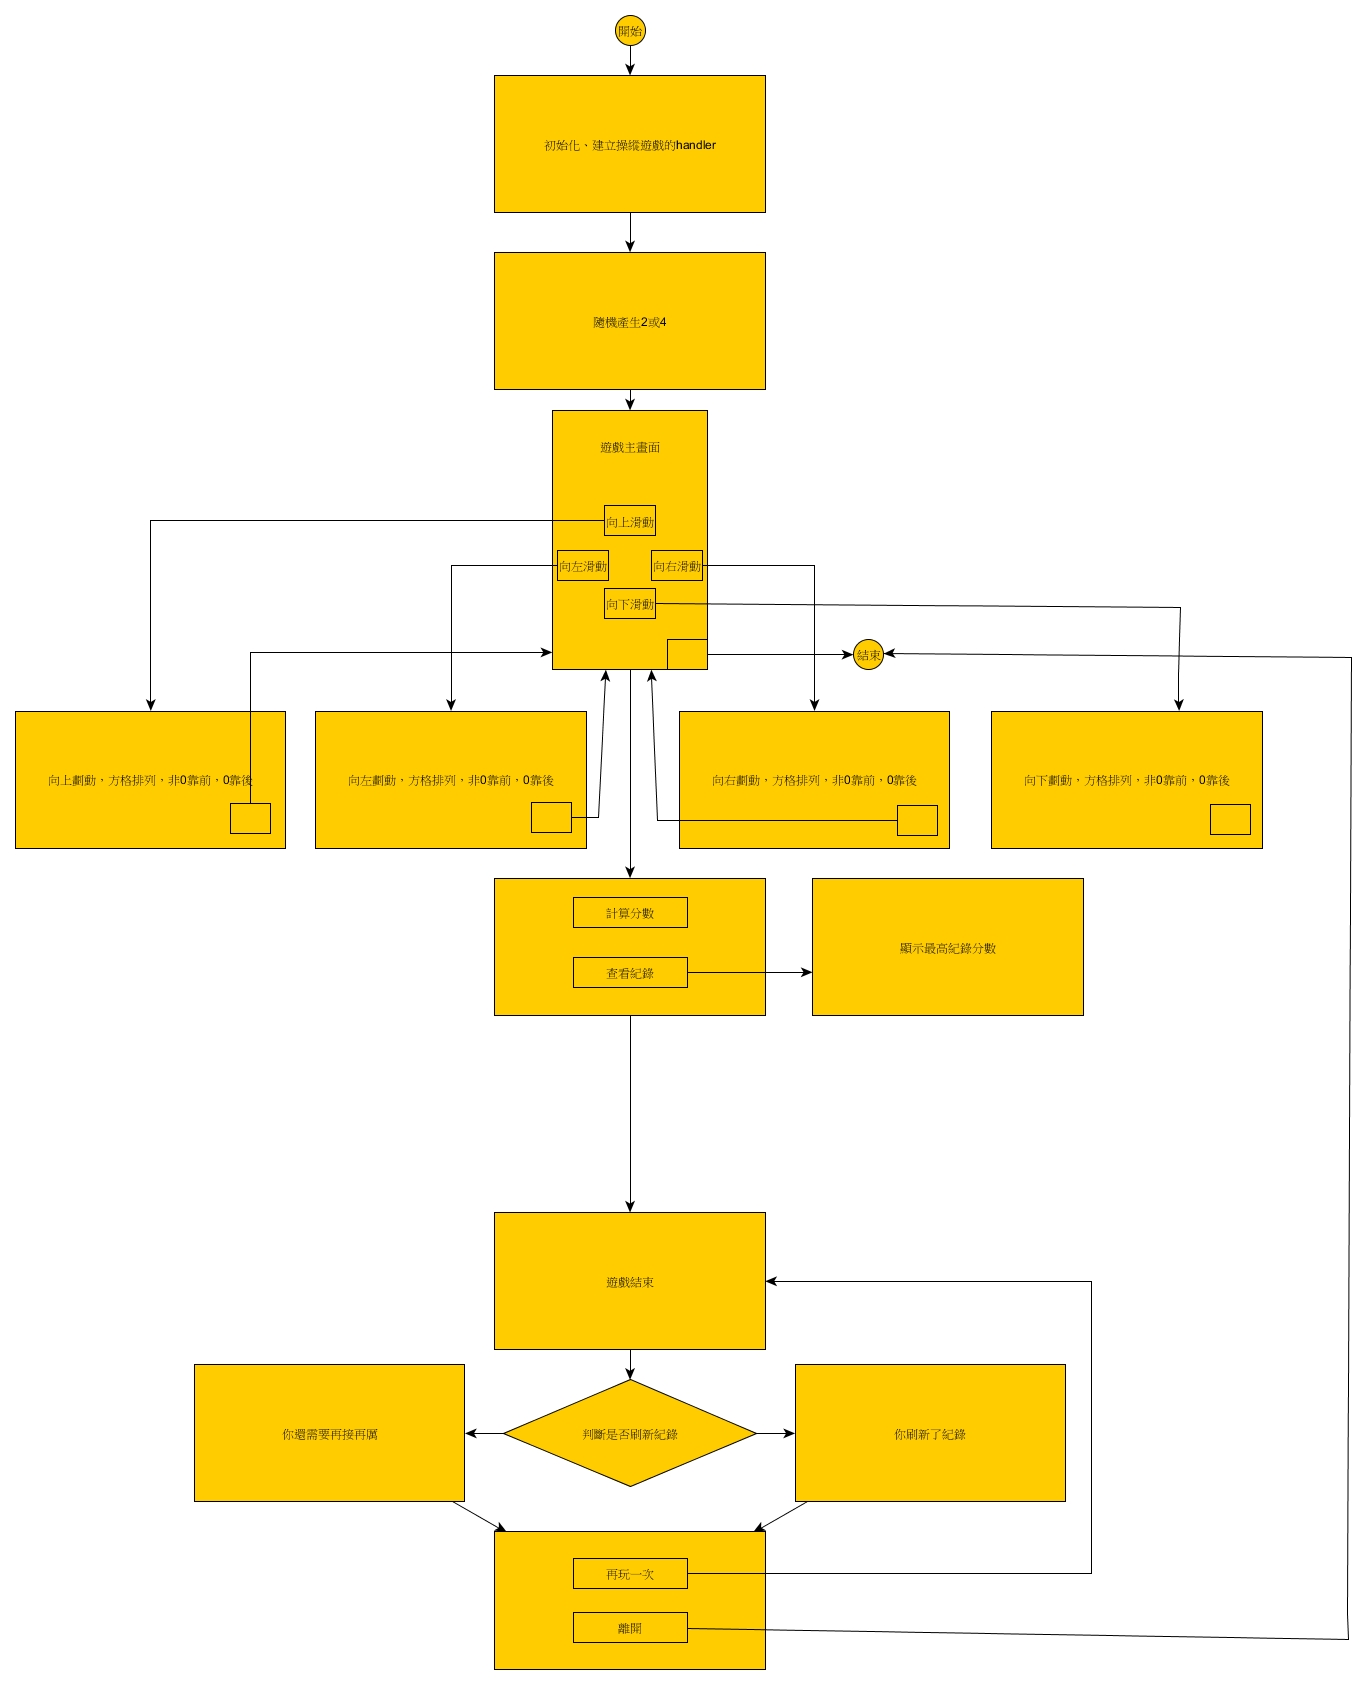 開始
初始化、建立操縱遊戲的handler
隨機產生2或4
遊戲主畫面
向上滑動
向左滑動
向右滑動
向下滑動
結束
向上劃動，方格排列，非0靠前，0靠後
向左劃動，方格排列，非0靠前，0靠後
向右劃動，方格排列，非0靠前，0靠後
向下劃動，方格排列，非0靠前，0靠後
計算分數
查看紀錄
顯示最高紀錄分數
遊戲結束
你還需要再接再厲
判斷是否刷新紀錄
你刷新了紀錄
再玩一次
離開